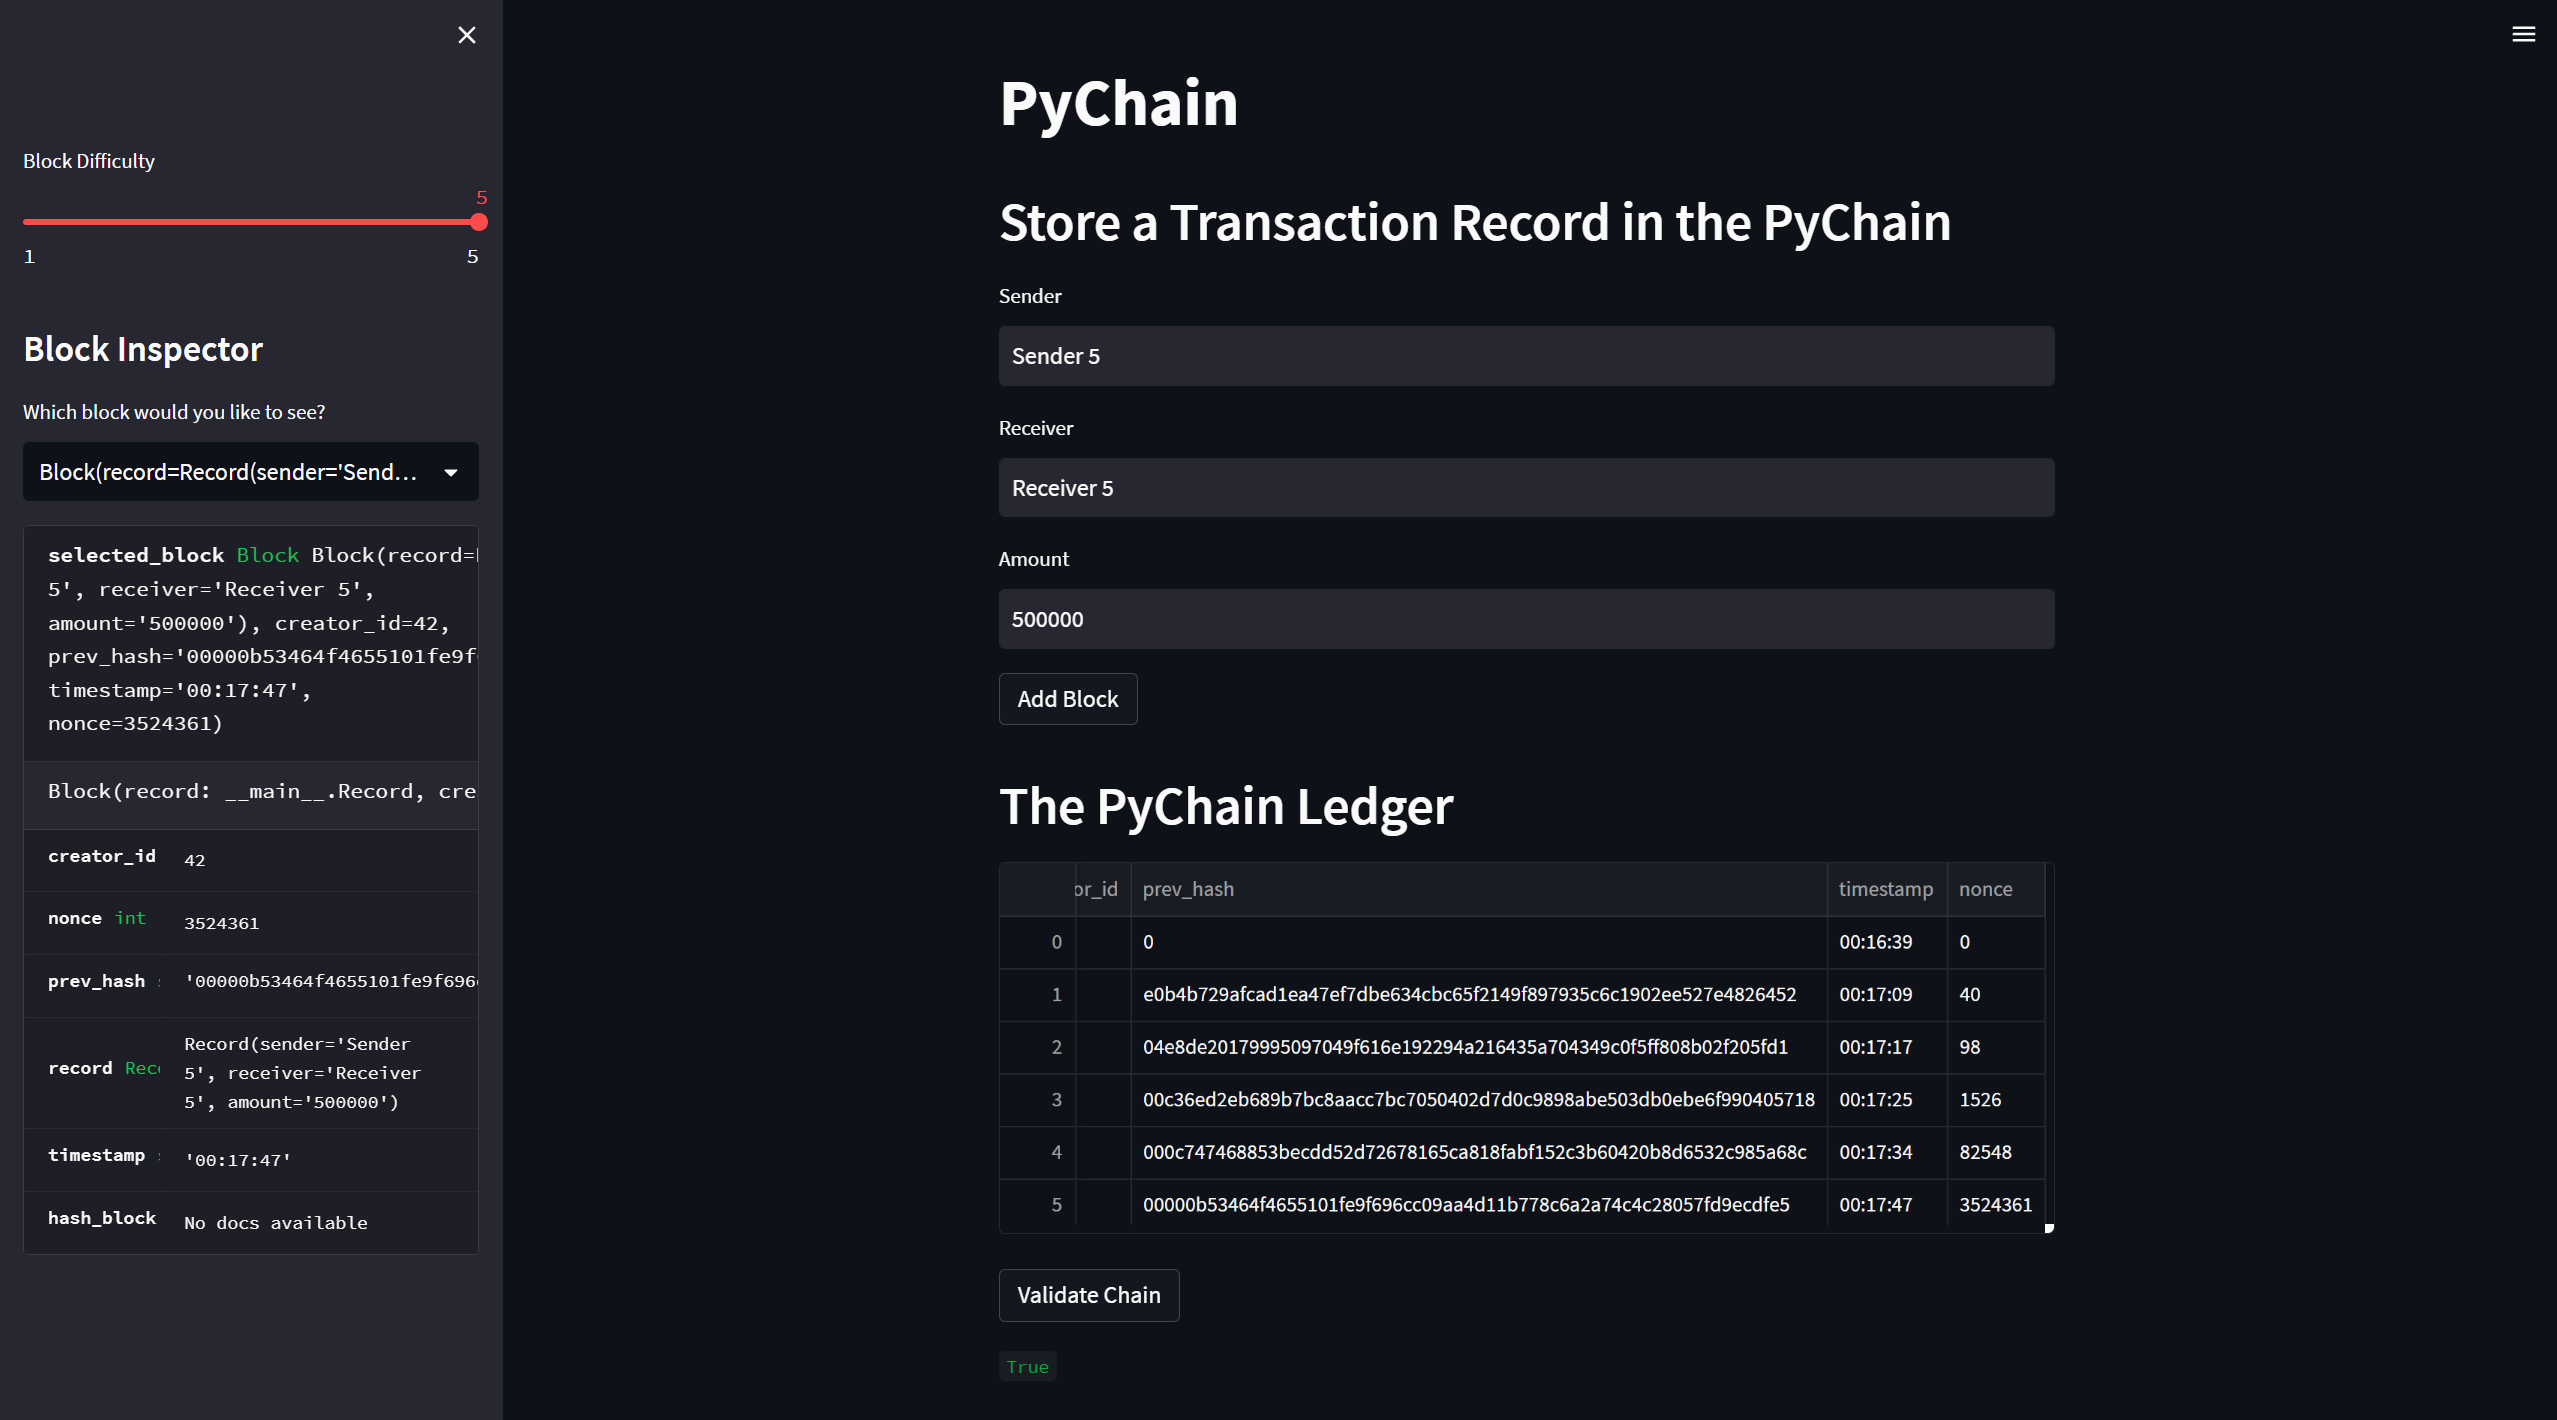 Block Difficulty
5
1 5
Block Inspector
Which block would you like to see?
Block(record=Record(sender='Send...
selected_block Block Block(record=
5', receiver='Receiver 5',
amount='500000'), creator_id=42,
prev_hash='00000b53464f4655101fe9f
timestamp='00:17:47',
nonce=3524361)
Block(record: __main__.Record, cre
creator_id 42
nonce int 3524361
prev_hash '00000b53464f4655101fe9f696
record Rec Record(sender='Sender
5', receiver='Receiver
5', amount='500000')
timestamp '00:17:47'
hash_block No docs available
PyChain
Store a Transaction Record in the PyChain
Sender
Sender 5
Receiver
Receiver 5
Amount
500000
Add Block
The PyChain Ledger
or_id prev_hash timestamp nonce
0 0 00:16:39 0
1 e0b4b729afcad1ea47ef7dbe634cbc65f2149f897935c6c1902ee527e4826452 00:17:09 40
2 04e8de20179995097049f616e192294a216435a704349c0f5ff808b02f205fd1 00:17:17 98
3 00c36ed2eb689b7bc8aacc7bc7050402d7d0c9898abe503db0ebe6f990405718 00:17:25 1526
4 000c747468853becdd52d72678165ca818fabf152c3b60420b8d6532c985a68c 00:17:34 82548
5 00000b53464f4655101fe9f696cc09aa4d11b778c6a2a74c4c28057fd9ecdfe5 00:17:47 3524361
Validate Chain
True